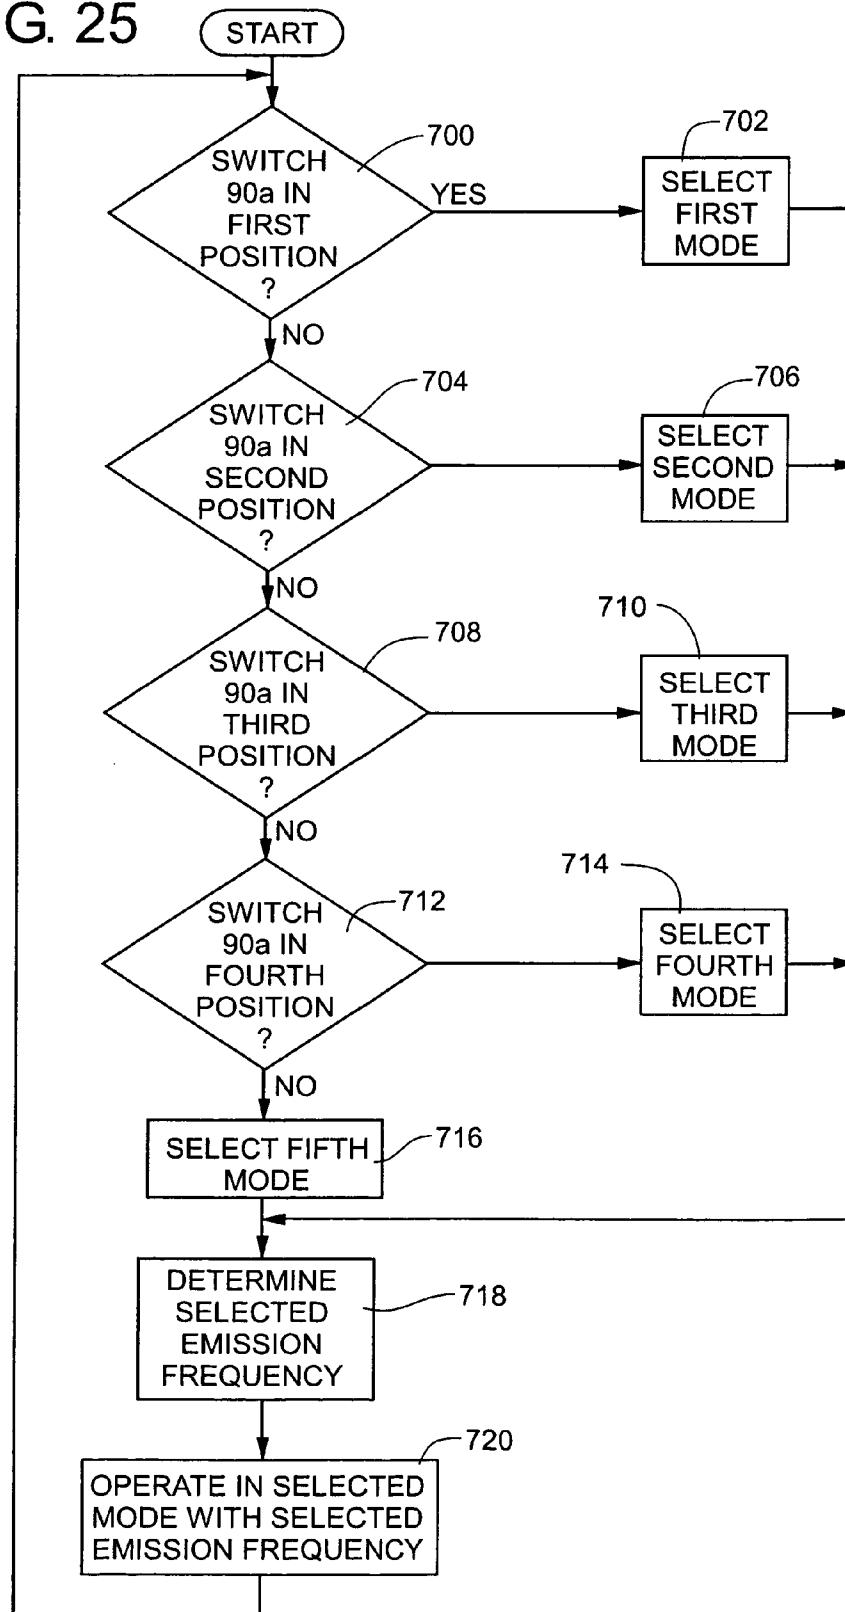 G. 25
START
700
SWITCH
90a IN
FIRST
POSITION
?
YES
702
SELECT
FIRST
MODE
NO
704
SWITCH
90a IN
SECOND
POSITION
?
706
SELECT
SECOND
MODE
NO
708
SWITCH
90a IN
THIRD
POSITION
?
710
SELECT
THIRD
MODE
NO
712
SWITCH
90a IN
FOURTH
POSITION
?
714
SELECT
FOURTH
MODE
NO
716
SELECT FIFTH
MODE
718
DETERMINE
SELECTED
EMISSION
FREQUENCY
720
OPERATE IN SELECTED
MODE WITH SELECTED
EMISSION FREQUENCY